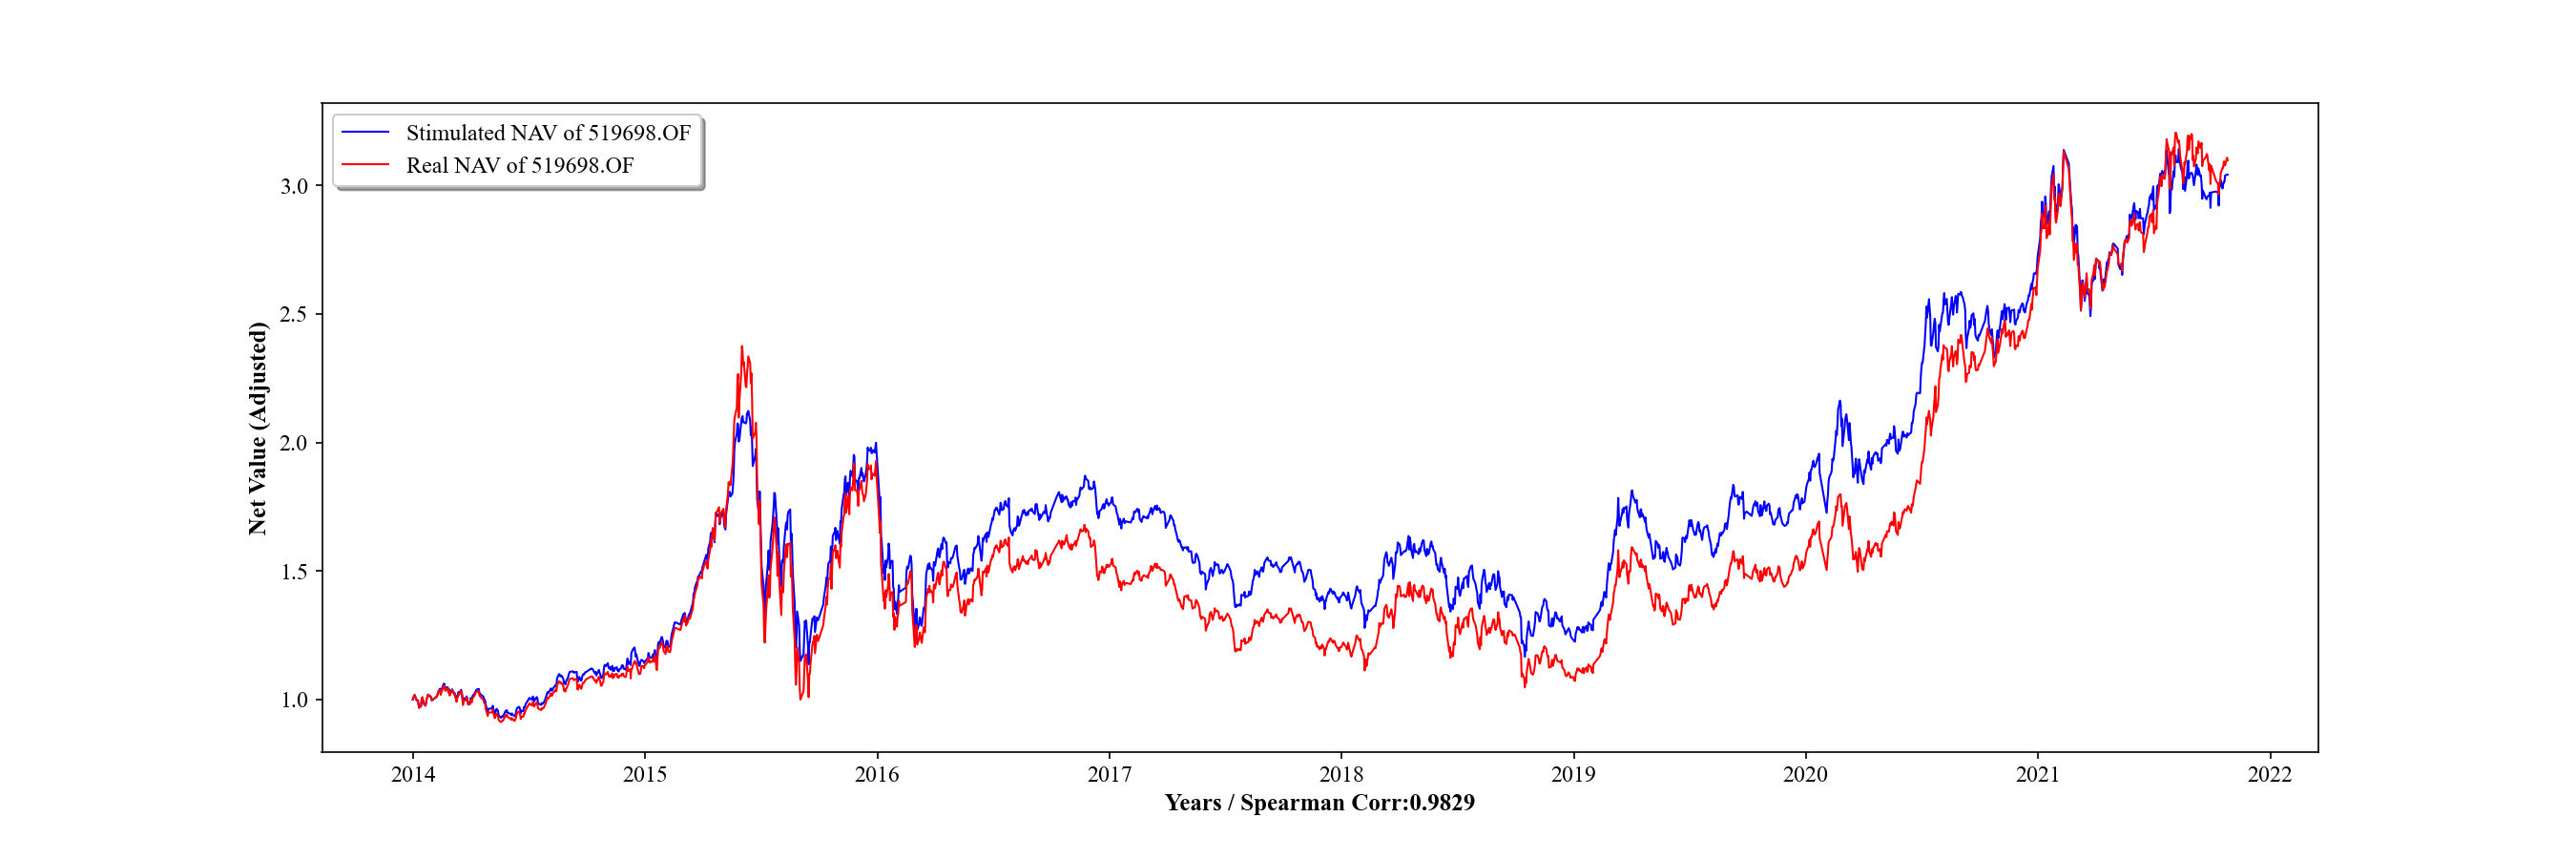 Stimulated NAV of 519698.OF
Real NAV of 519698.OF
3.0
2.5
2.0
1.5
1.0
Net Value (Adjusted)
2014 2015 2016 2017 2018 2019 2020 2021 2022
Years / Spearman Corr:0.9829